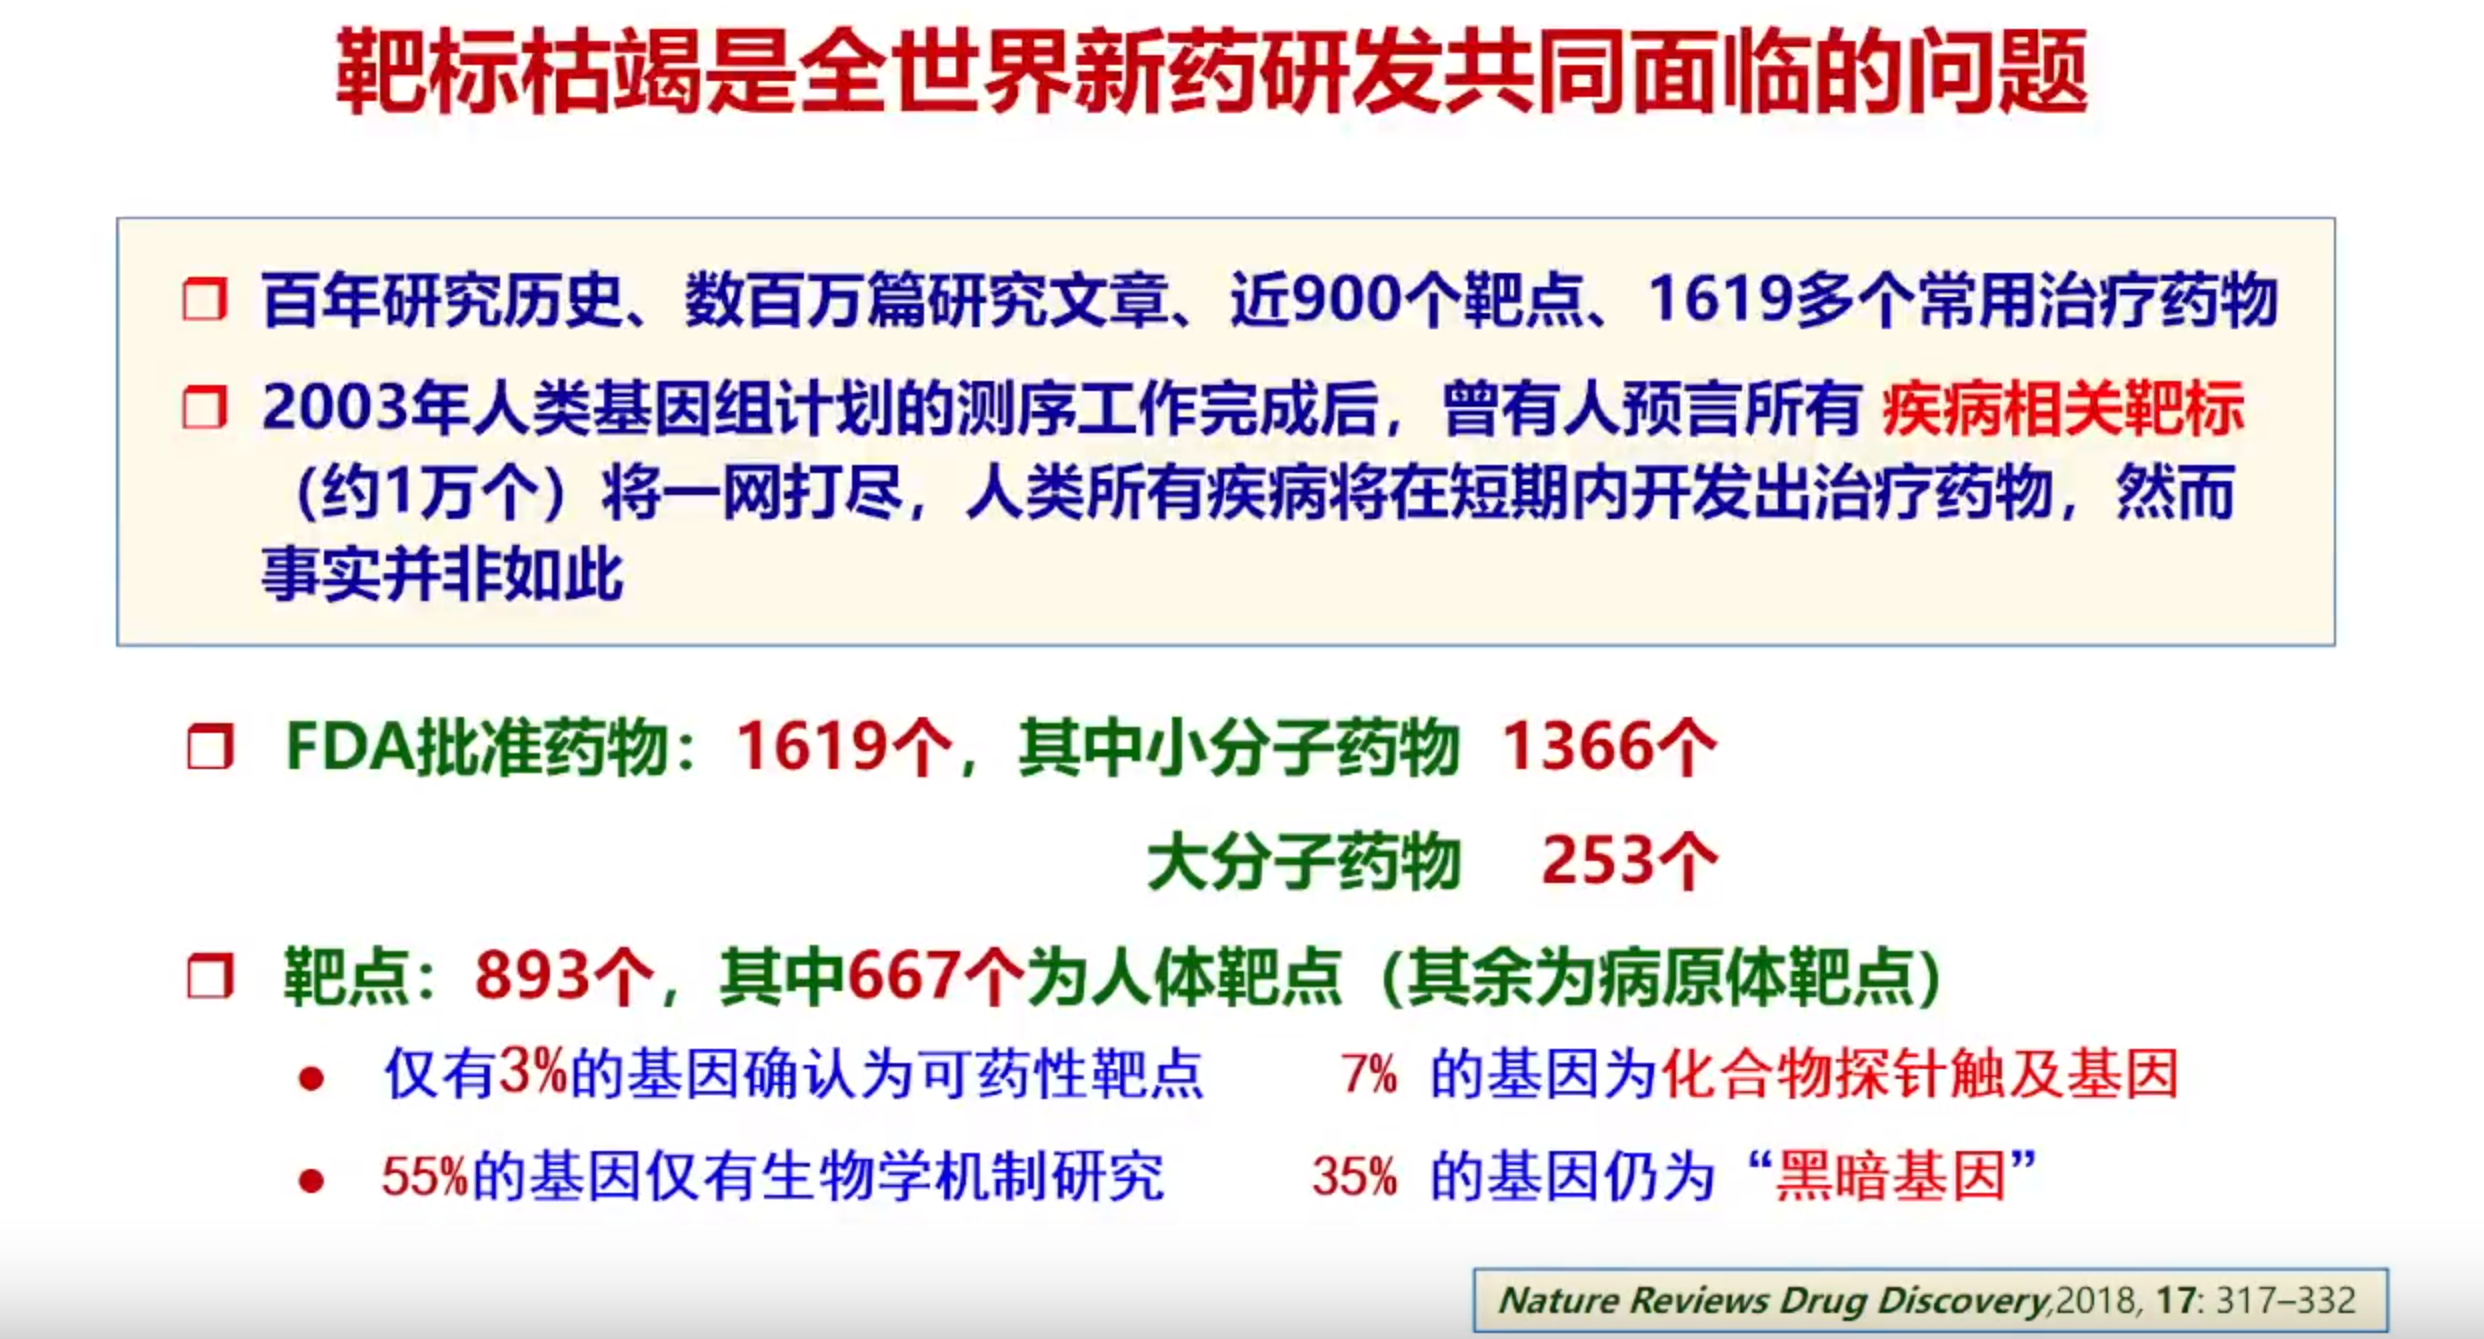 靶标枯竭是全世界新药研发共同面临的问题
百年研究历史、数百万篇研究文章、近900个靶点、1619多个常用治疗药物
2003年人类基因组计划的测序工作完成后，曾有人预言所有 疾病相关靶标
（约1万个）将一网打尽，人类所有疾病将在短期内开发出治疗药物，然而
事实并非如此
FDA批准药物：1619个，其中小分子药物 1366个
大分子药物 253个
靶点：893个，其中667个为人体靶点（其余为病原体靶点）
仅有3%的基因确认为可药性靶点 7% 的基因为化合物探针触及基因
55%的基因仅有生物学机制研究 35% 的基因仍为“黑暗基因”
Nature Reviews Drug Discovery,2018, 17: 317–332